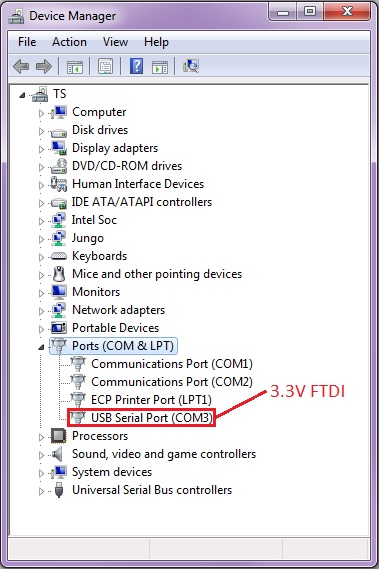 Device Manager
File Action View Help
TS
Computer
Disk drives
Display adapters
DVD/CD-ROM drives
Human Interface Devices
IDE ATA/ATAPI controllers
Intel Soc
Jungo
Keyboards
Mice and other pointing devices
Monitors
Network adapters
Portable Devices
Ports (COM & LPT)
Communications Port (COM1)
Communications Port (COM2)
ECP Printer Port (LPT1)
USB Serial Port (COM3) 3.3V FTDI
Processors
Sound, video and game controllers
System devices
Universal Serial Bus controllers